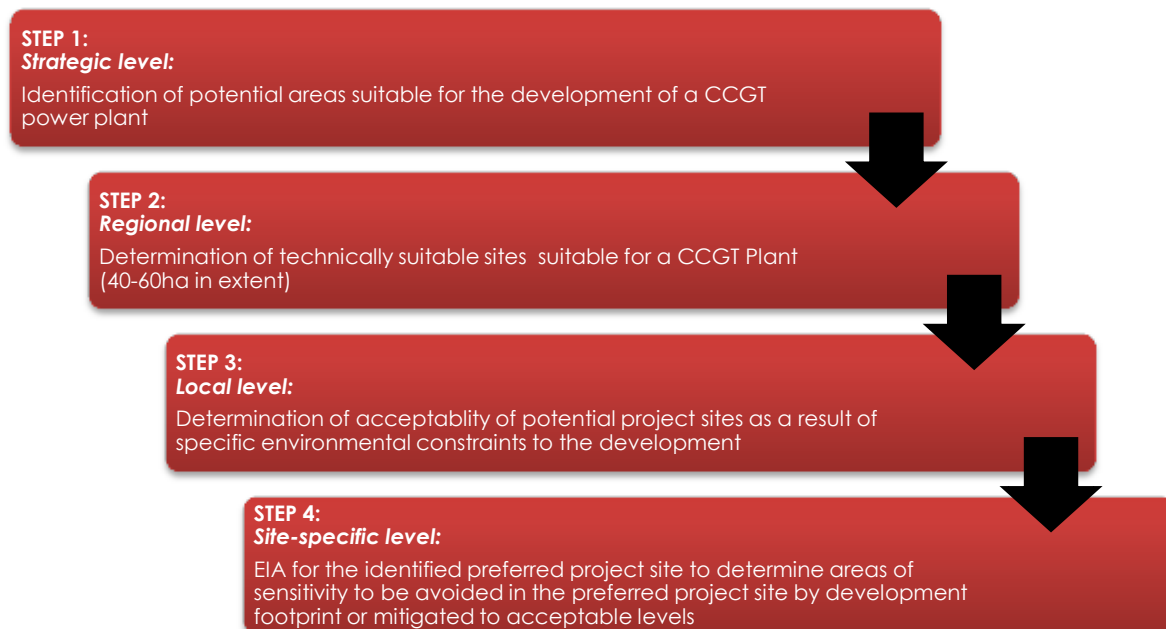 STEP 1:
Strategic level:
Identification of potential areas suitable for the development of a CCGT
power plant
STEP 2:
Regional level:
Determination of technically suitable sites  suitable for a CCGT Plant
(40-60ha in extent)
STEP 3:
Local level:
Determination of acceptablity of potential project sites as a result of
specific environmental constraints to the development
STEP 4:
Site-specific level:
EIA for the identified preferred project site to determine areas of
sensitivity to be avoided in the preferred project site by development
footprint or mitigated to acceptable levels